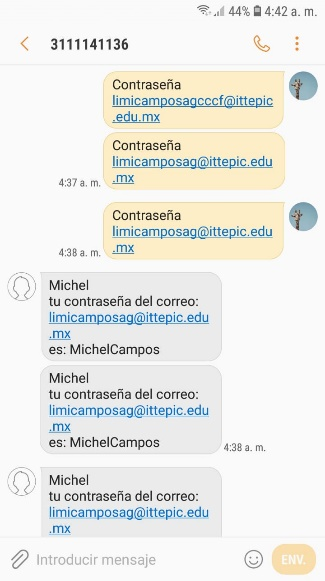 44% 4:42 a. m.
3111141136
Contraseña
limicamposagcccf@ittepic
.edu.mx
Contraseña
limicamposag@ittepic.edu
.mx
4:37 a. m.
Contraseña
limicamposag@ittepic.edu
.mx
4:38 a. m.
Michel
tu contraseña del correo:
limicamposag@ittepic.edu
.mx
es: MichelCampos
Michel
tu contraseña del correo:
limicamposag@ittepic.edu
.mx
es: MichelCampos
4:38 a. m.
Michel
tu contraseña del correo:
limicamposag@ittepic.edu
.mx
Introducir mensaje
ENV.